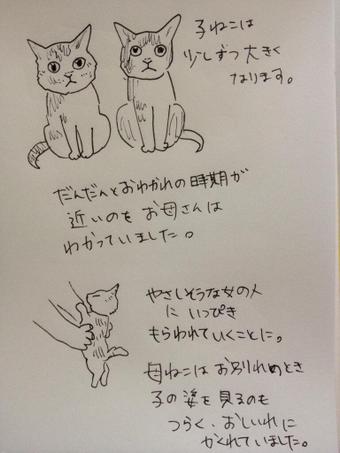 子ねこは
少しずつ大きく
なります。
だんだんとおわかれの時期が
近いのも お母さんは
わかっていました。
やさしそうな女の人
に いっぴき
もらわれていくことに。
母ねこは お別れのとき
子の姿を見るのも
つらく、おしいれに
かくれていました。